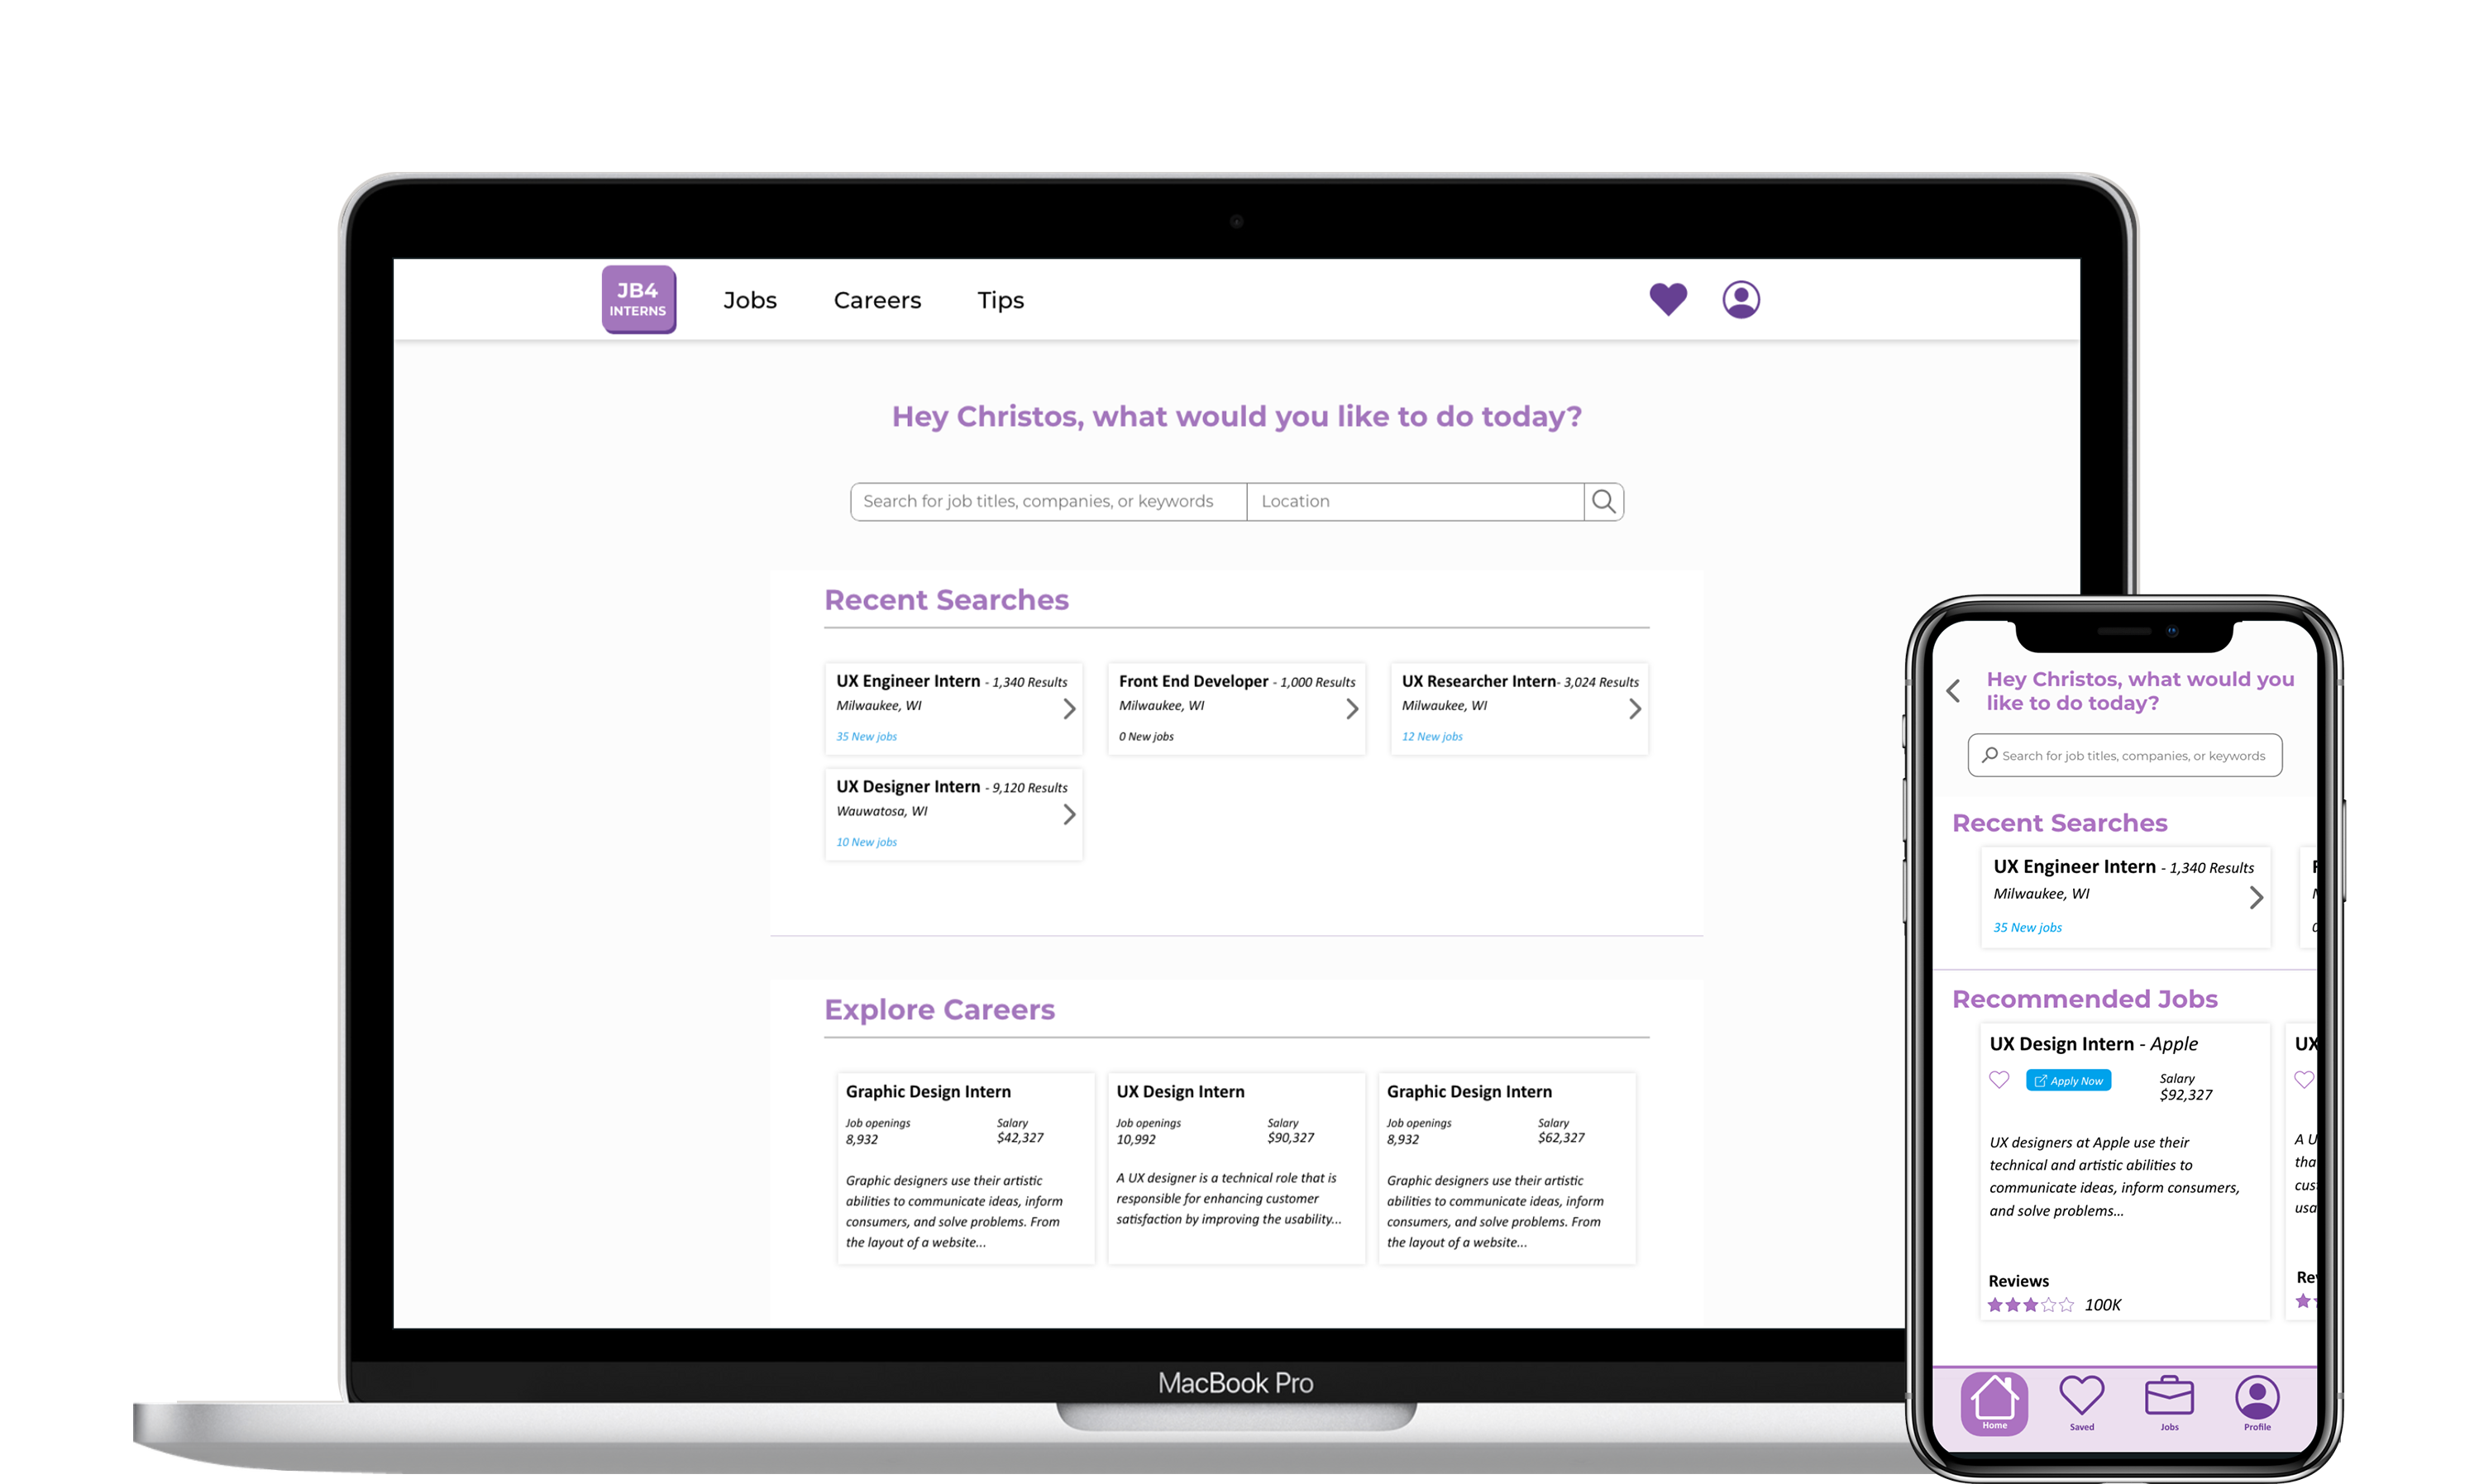 JB4
INTERNS
Jobs
Careers
Tips
Hey Christos, what would you like to do today?
Search for job titles, companies, or keywords
Location
Recent Searches
UX Engineer Intern - 1,340 Results
Milwaukee, WI
35 New jobs
Front End Developer - 1,000 Results
Milwaukee, WI
0 New jobs
UX Researcher Intern- 3,024 Results
Milwaukee, WI
12 New jobs
UX Designer Intern - 9,120 Results
Wauwatosa, WI
10 New jobs
Explore Careers
Graphic Design Intern
Job openings
8,932
Salary
$42,327
Graphic designers use their artistic
abilities to communicate ideas, inform
consumers, and solve problems. From
the layout of a website...
UX Design Intern
Job openings
10,992
Salary
$90,327
A UX designer is a technical role that is
responsible for enhancing customer
satisfaction by improving the usability...
Graphic Design Intern
Job openings
8,932
Salary
$62,327
Graphic designers use their artistic
abilities to communicate ideas, inform
consumers, and solve problems. From
the layout of a website...
MacBook Pro
Hey Christos, what would you
like to do today?
Search for job titles, companies, or keywords
Recent Searches
UX Engineer Intern - 1,340 Results
Milwaukee, WI
35 New jobs
Recommended Jobs
UX Design Intern - Apple
Apply Now
Salary
$92,327
UX designers at Apple use their
technical and artistic abilities to
communicate ideas, inform consumers,
and solve problems...
Reviews
100K
UX
A U
tha
cus
usa
Re
Home
Saved
Jobs
Profile